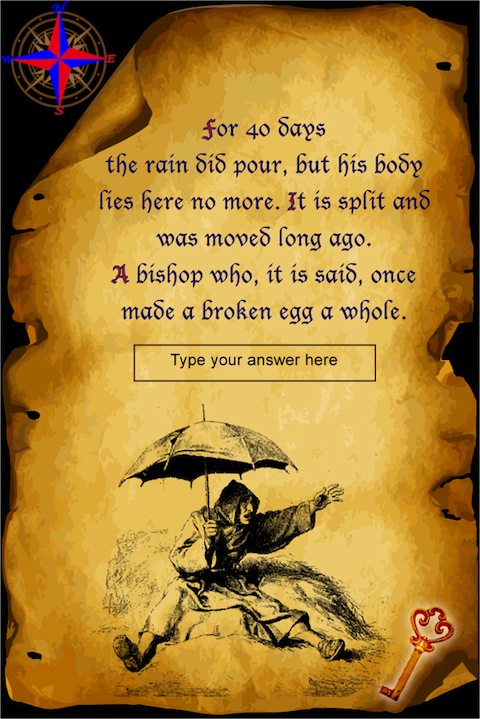 N
W E
S
For 40 days
the rain did pour, but his body
lies here no more. It is split and
was moved long ago.
A bishop who, it is said, once
made a broken egg a whole.
Type your answer here